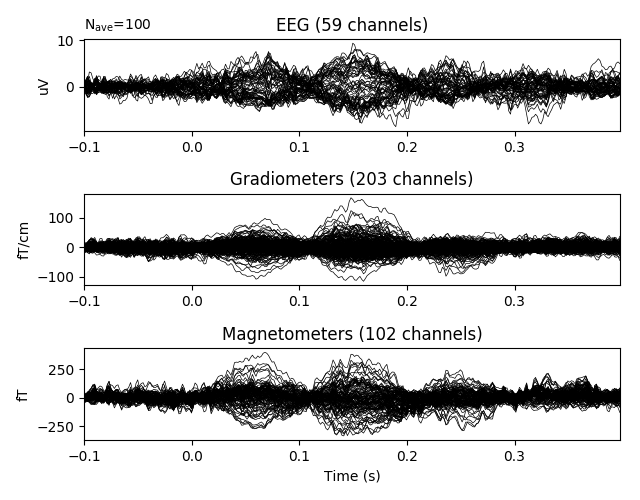 Nave=100
EEG (59 channels)
10
0
uV
−0.1 0.0 0.1 0.2 0.3
Gradiometers (203 channels)
100
0
−100
fT/cm
−0.1 0.0 0.1 0.2 0.3
Magnetometers (102 channels)
250
0
−250
fT
−0.1 0.0 0.1 0.2 0.3
Time (s)